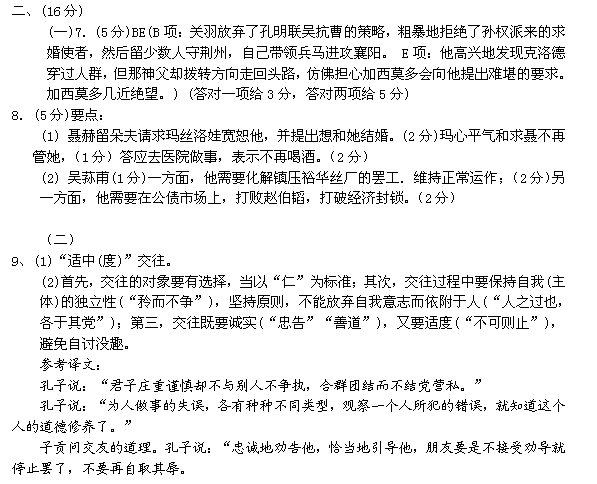 二、(16分)
(一)7. (5分)BE(B 项：关羽放弃了孔明联吴抗曹的策略，粗暴地拒绝了孙权派来的求
婚使者，然后留少数人守荆州，自己带领兵马进攻襄阳。 E 项：他高兴地发现克洛德
穿过人群，但那神父却拨转方向走回头路，仿佛担心加西莫多会向他提出难堪的要求。
加西莫多几近绝望。) (答对一项给 3 分，答对两项给 5 分)
8. (5分)要点：
(1) 聂赫留朵夫请求玛丝洛娃宽恕他，并提出想和她结婚。(2 分)玛心平气和求聂不再
管她，(1 分) 答应去医院做事，表示不再喝酒。(2 分)
(2) 吴荪甫(1 分)一方面，他需要化解镇压裕华丝厂的罢工．维持正常运作；(2 分)另
一方面，他需要在公债市场上，打败赵伯韬，打破经济封锁。(2 分)
(二)
9、(1)“适中(度)”交往。
(2)首先，交往的对象要有选择，当以“仁”为标准；其次，交往过程中要保持自我(主
体)的独立性(“矜而不争”)，坚持原则，不能放弃自我意志而依附于人(“人之过也，
各于其党”)；第三，交往既要诚实(“忠告”“善道”)，又要适度(“不可则止”)，
避免自讨没趣。
参考译文：
孔子说：“君子庄重谨慎却不与别人不争执，合群团结而不结党营私。”
孔子说：“为人做事的失误，各有种种不同类型，观察一个人所犯的错误，就知道这个
人的道德修养了。”
子贡问交友的道理。孔子说：“忠诚地劝告他，恰当地引导他，朋友要是不接受劝导就
停止罢了，不要再自取其辱。